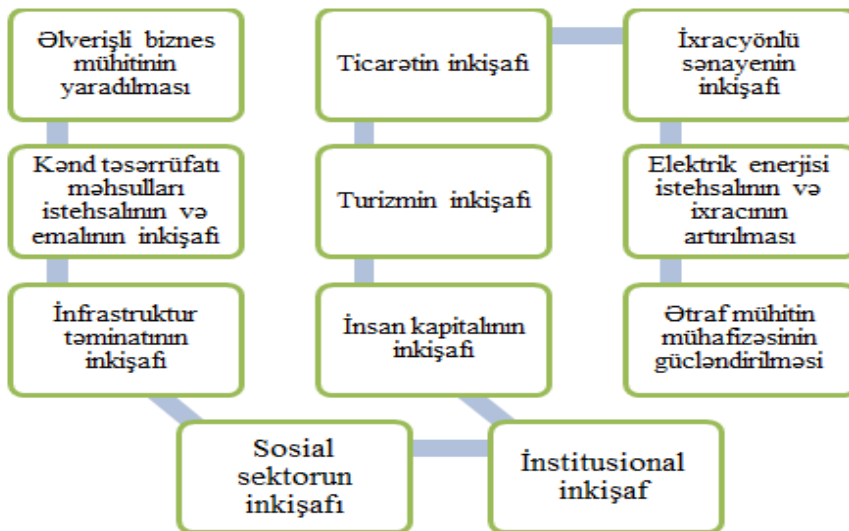 Əlverişli biznes
mühitinin
yaradılması
Kənd təsərrüfatı
məhsulları
istehsalının və
emalının inkişafı
İnfrastruktur
təminatının
inkişafı
Sosial
sektorun
inkişafı
İnstitusional
inkişaf
İnsan kapitalının
inkişafı
Turizmin inkişafı
Ticarətin inkişafı
İxracyönlü
sənayenin
inkişafı
Elektrik enerjisi
istehsalının və
ixracının
artırılması
Ətraf mühitin
mühafizəsinin
gücləndirilməsi